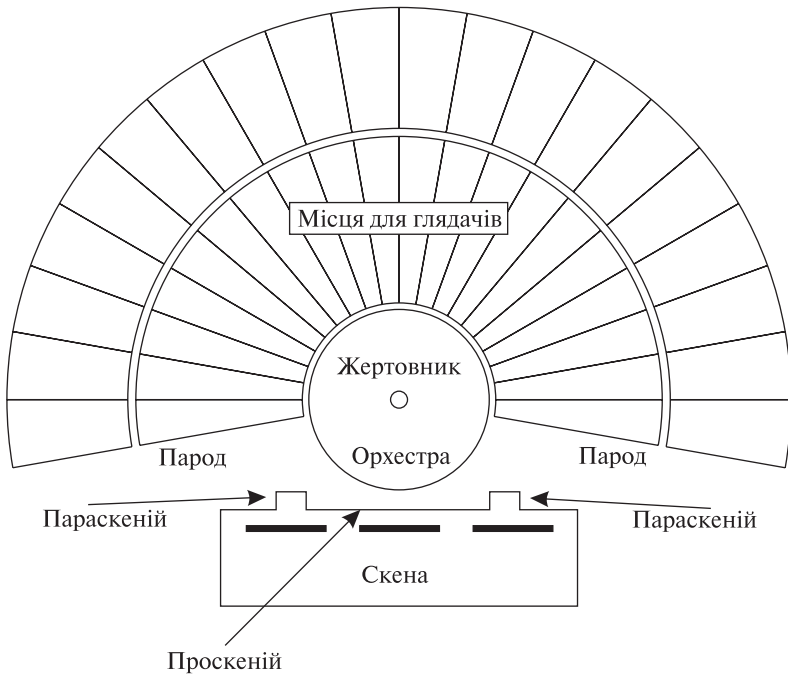 Місця для глядачів
Жертовник
Орхестра
Парод
Парод
Параскеній
Параскеній
Скена
Проскеній